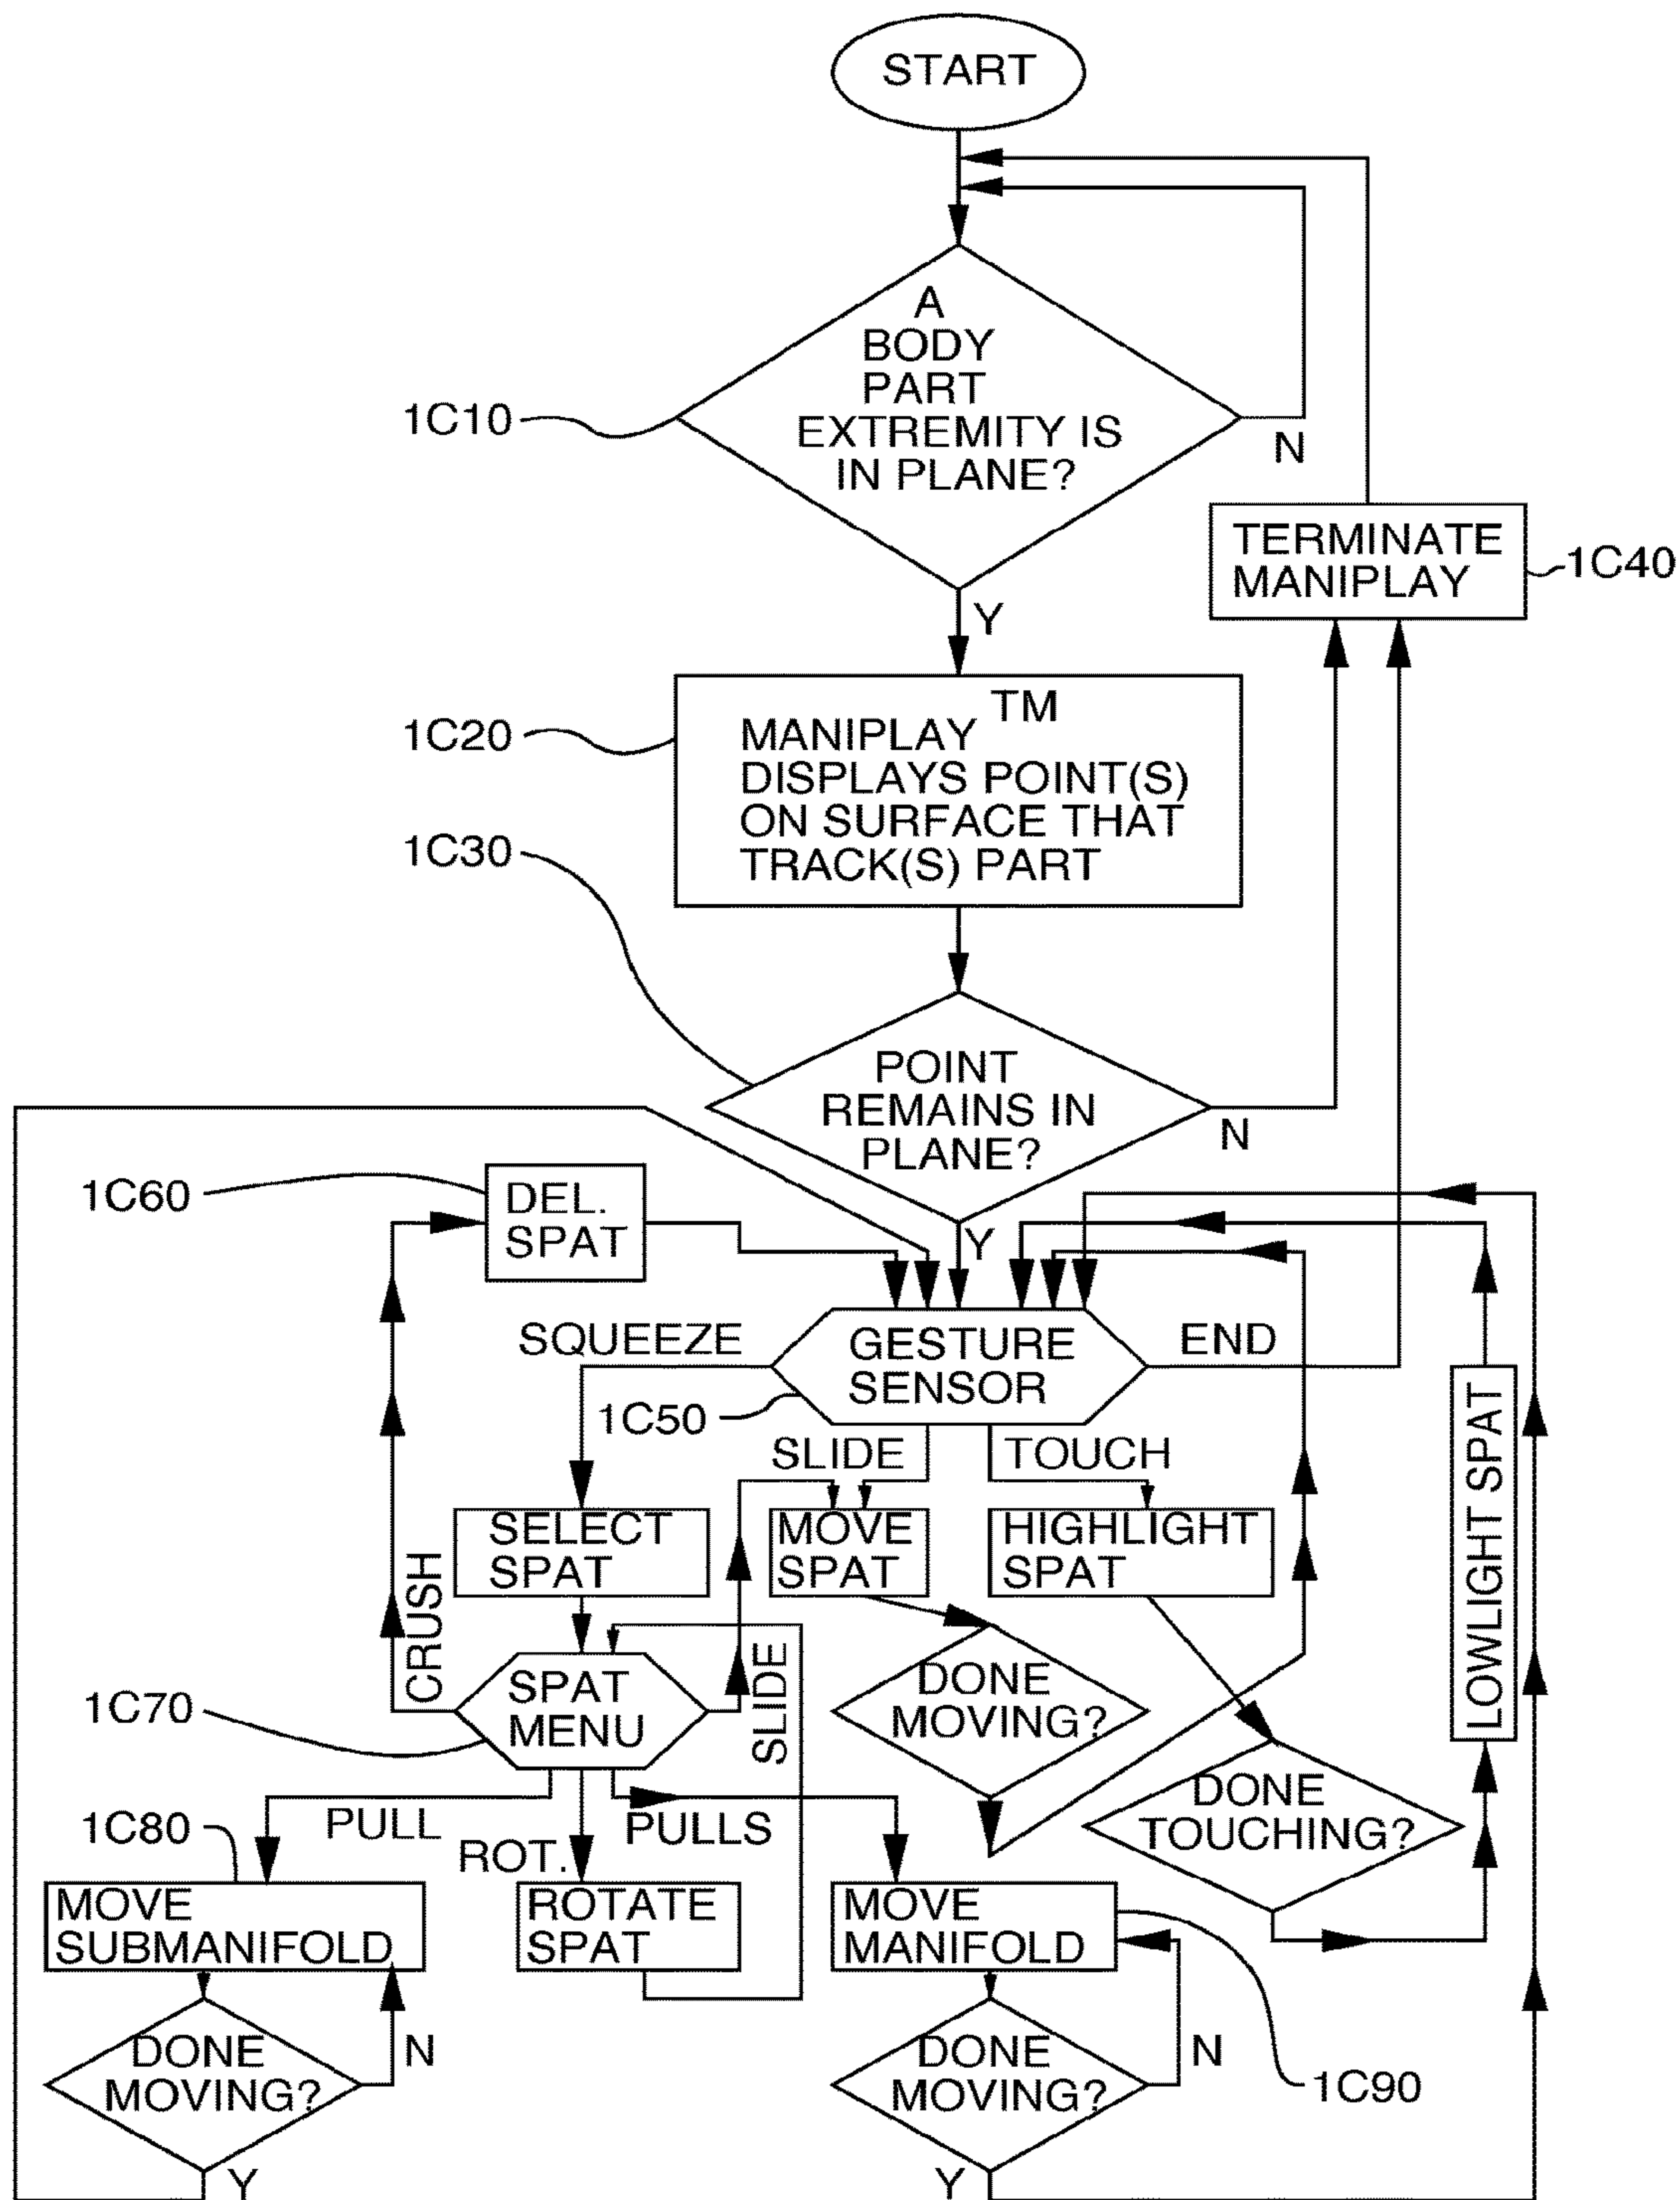 START
A
BODY
PART
EXTREMITY IS
IN PLANE?
1C10
N
TERMINATE
MANIPLAY
1C40
Y
1C20
MANIPLAY TM
DISPLAYS POINT(S)
ON SURFACE THAT
TRACK(S) PART
1C30
POINT
REMAINS IN
PLANE?
N
1C60
DEL.
SPAT
Y
SQUEEZE
GESTURE
SENSOR
END
1C50
SLIDE
TOUCH
SELECT
SPAT
MOVE
SPAT
HIGHLIGHT
SPAT
LOWLIGHT SPAT
CRUSH
SPAT
MENU
1C70
SLIDE
DONE
MOVING?
DONE
TOUCHING?
1C80
PULL
ROT.
PULLS
MOVE
SUBMANIFOLD
ROTATE
SPAT
MOVE
MANIFOLD
DONE
MOVING?
N
DONE
MOVING?
N
1C90
Y
Y